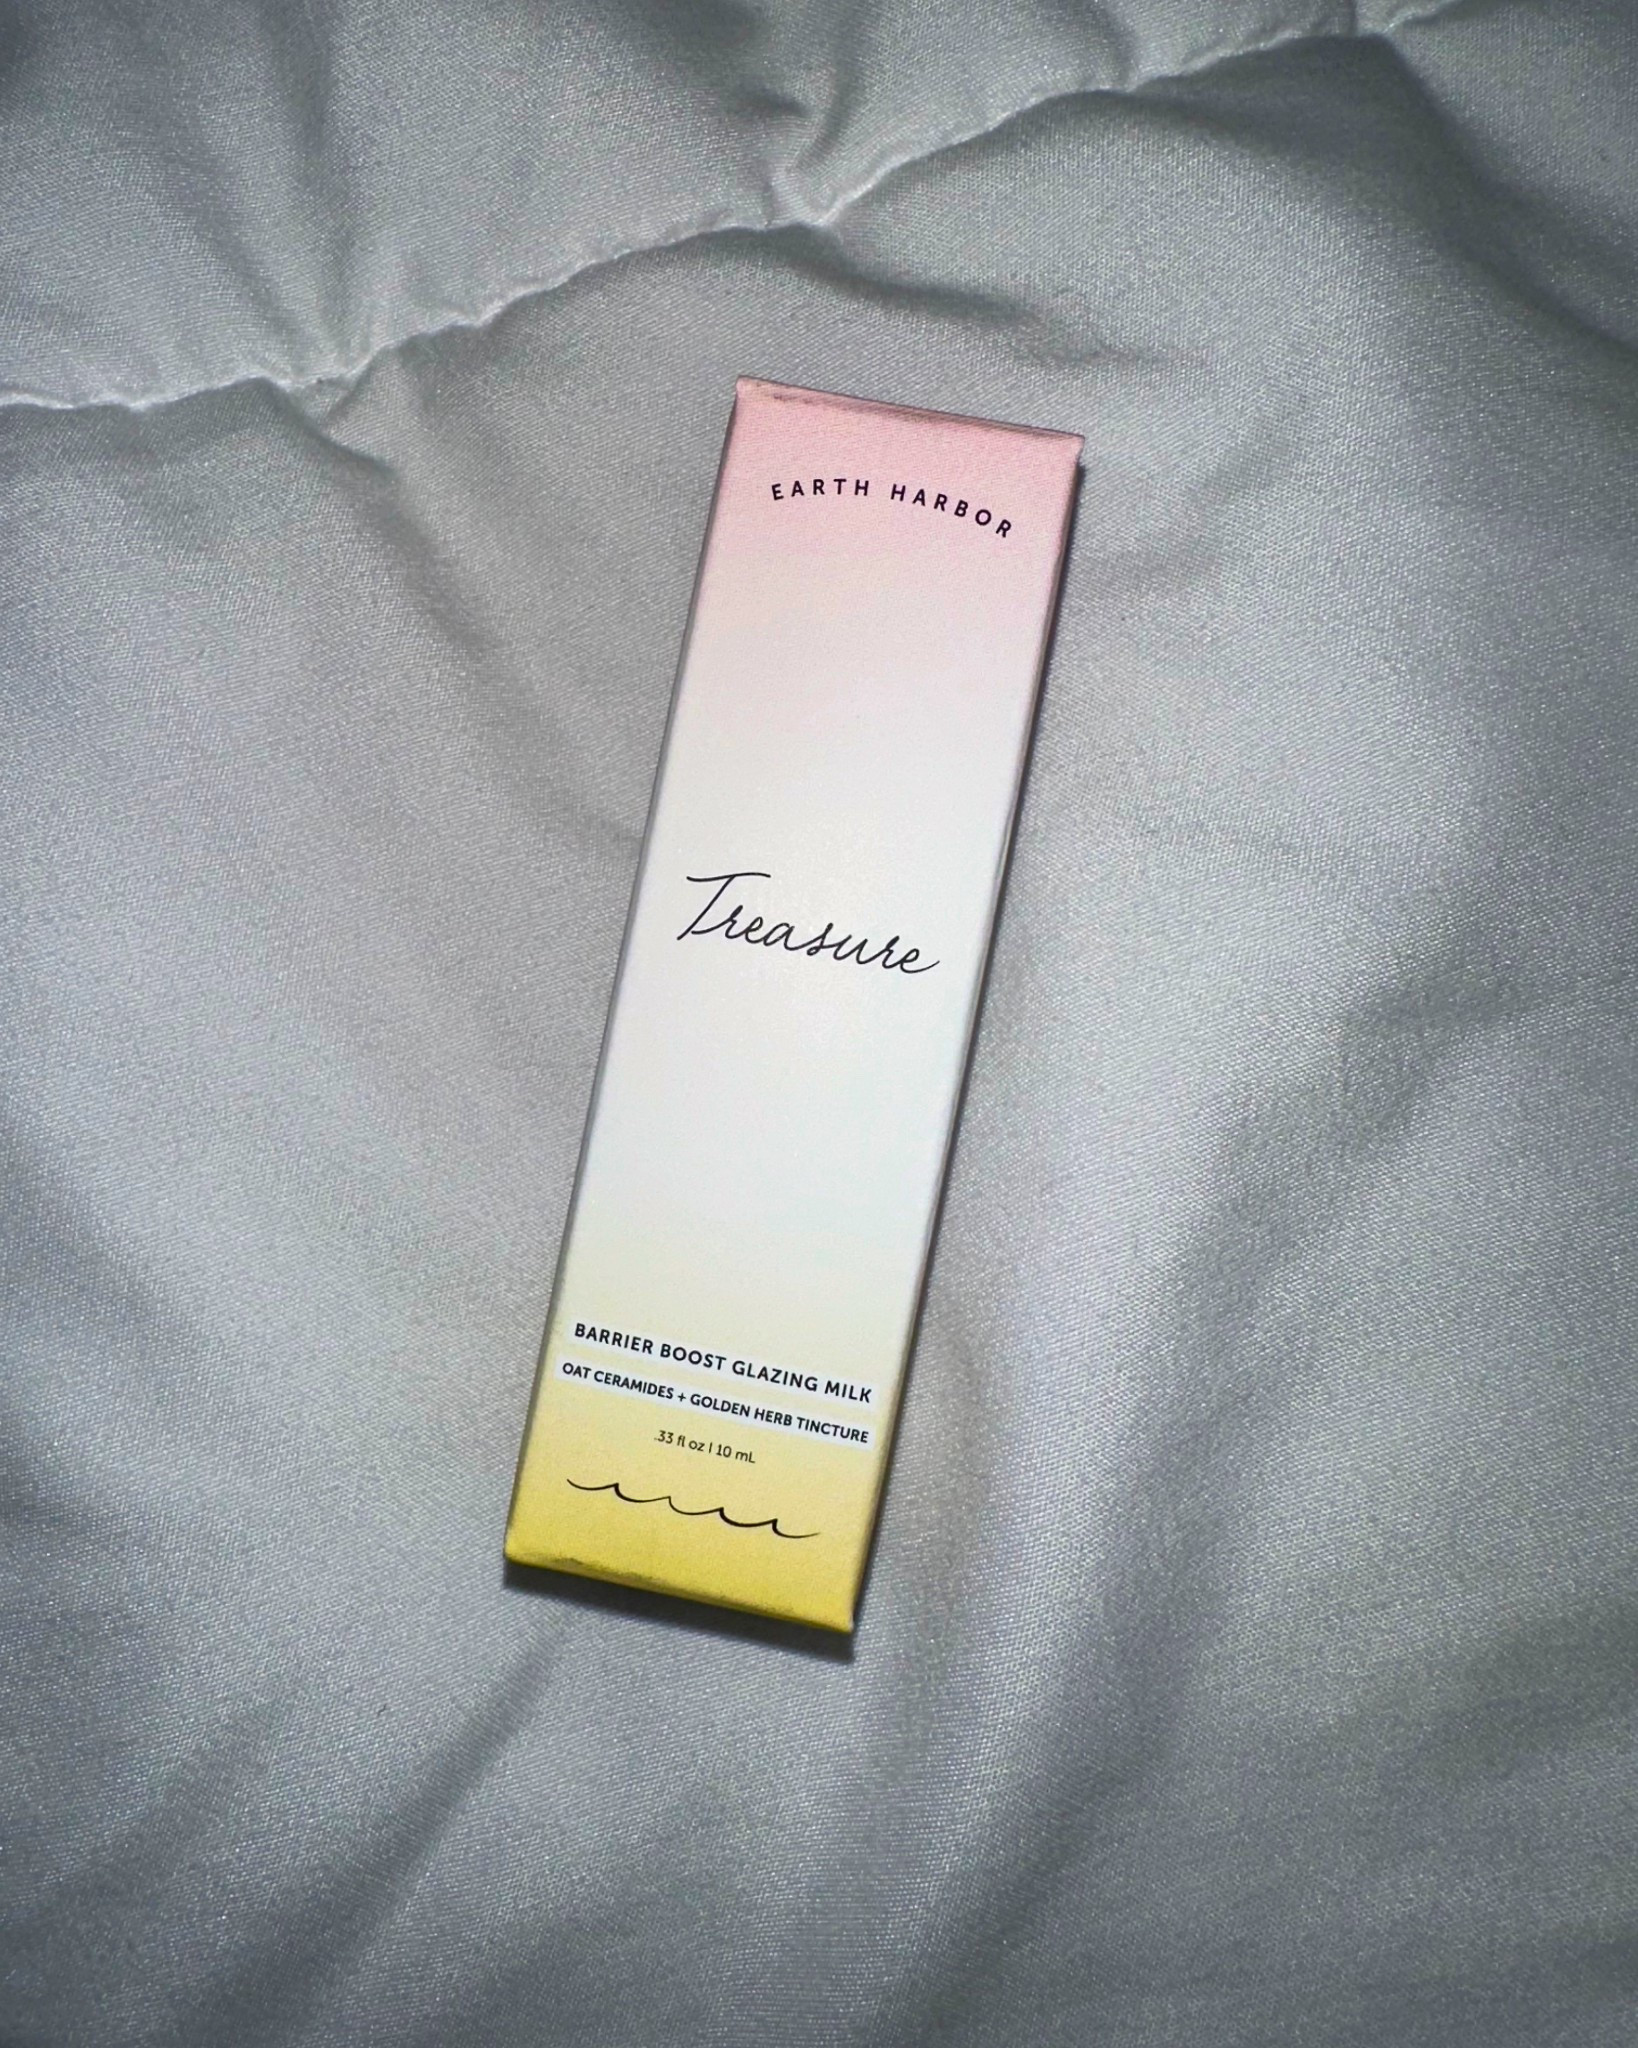 EARTH HARBOR
Treasure
BARRIER BOOST GLAZING MILK
OAT CERAMIDES + GOLDEN HERB TINCTURE
.33 fl oz | 10 mL